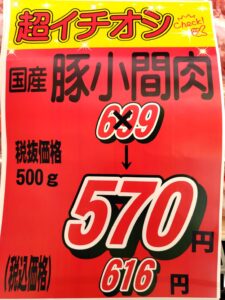 超イチオシ
check!
国産 豚小間肉
639
↓
税抜価格
500g
570円
(税込価格) 616円